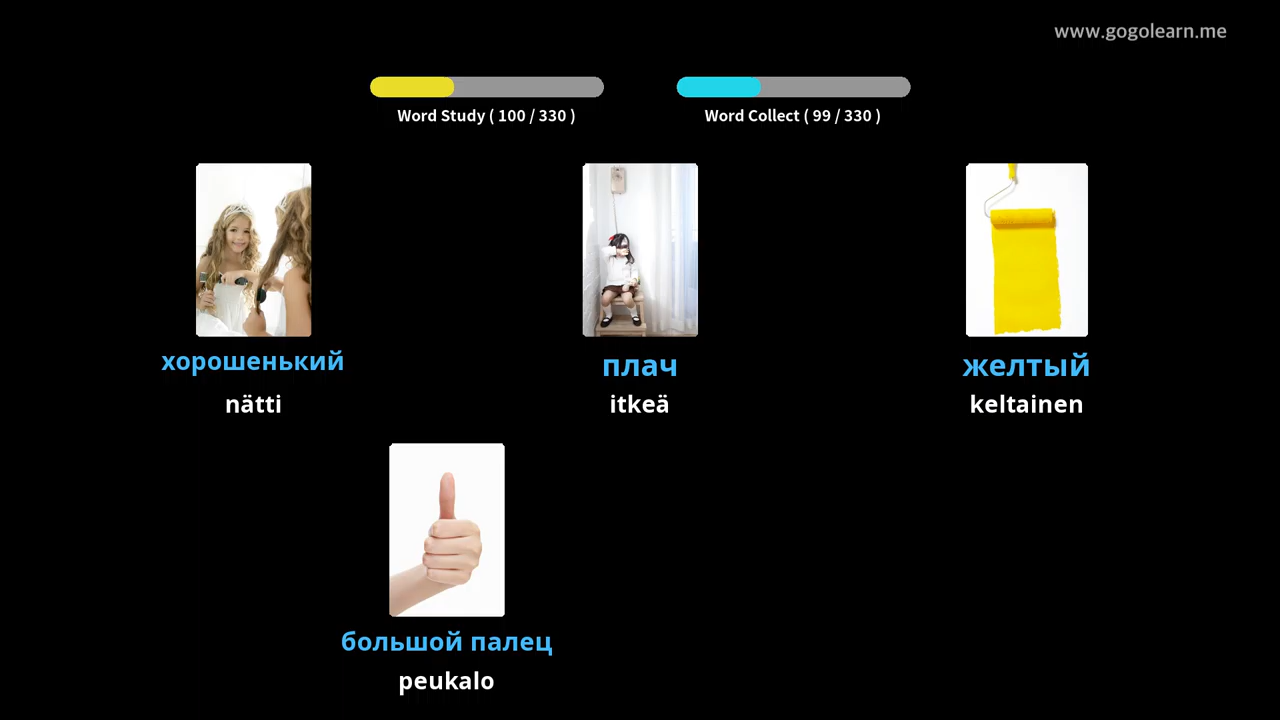 www.gogolearn.me
Word Study ( 100 / 330 )
Word Collect ( 99 / 330 )
хорошенький
nätti
плач
itkeä
желтый
keltainen
большой палец
peukalo